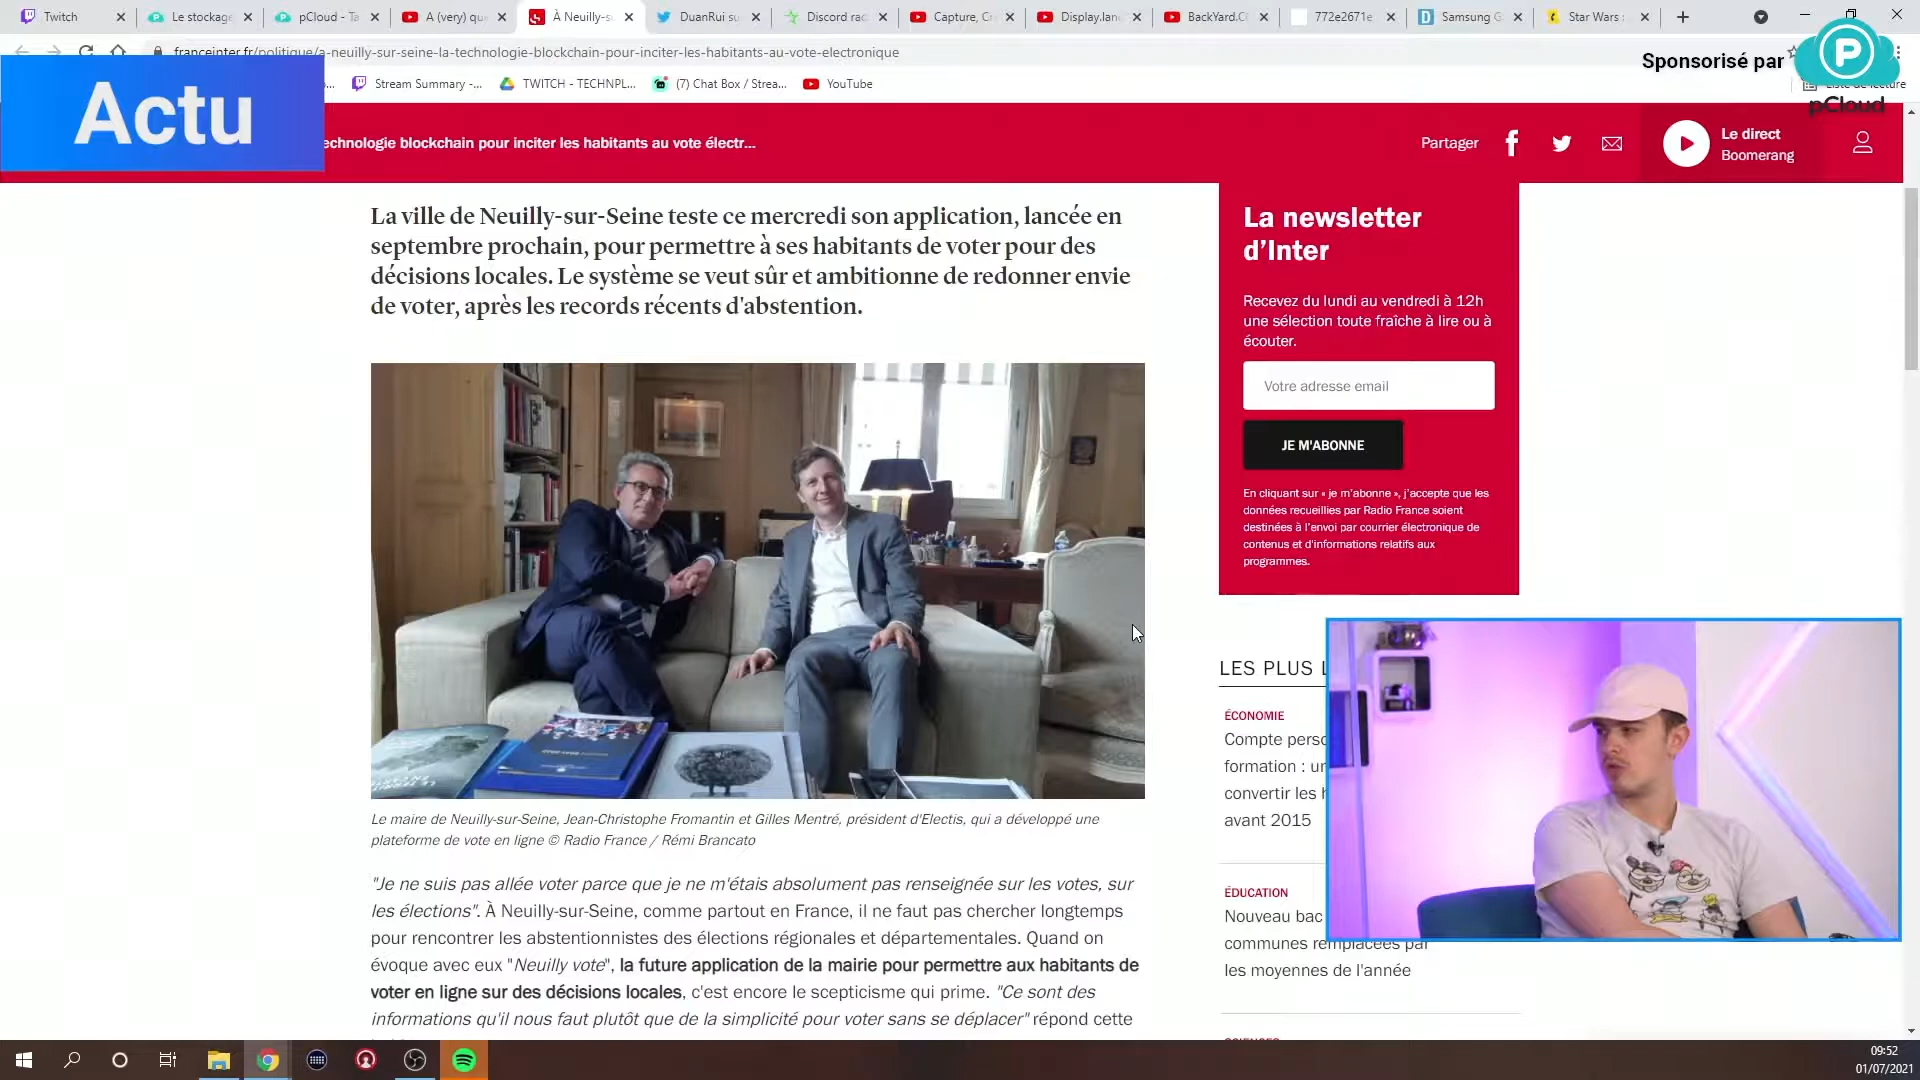 Twitch
Le stockage
pCloud - Ta
A (very) qu
À Neuilly-s
DuanRui su
Discord rac
Capture, C
Display.lan
BackYard.C
772e2671e
Samsung G
Star Wars :
franceinter.fr/politique/a-neuilly-sur-seine-la-technologie-blockchain-pour-inciter-les-habitants-au-vote-electronique
Sponsorisé par
pCloud
Stream Summary -...
TWITCH - TECHNPL...
(7) Chat Box / Strea...
YouTube
Liste de lecture
Actu
echnologie blockchain pour inciter les habitants au vote électr...
Partager
Le direct
Boomerang
La ville de Neuilly-sur-Seine teste ce mercredi son application, lancée en
septembre prochain, pour permettre à ses habitants de voter pour des
décisions locales. Le système se veut sûr et ambitionne de redonner envie
de voter, après les records récents d'abstention.
Le maire de Neuilly-sur-Seine, Jean-Christophe Fromantin et Gilles Mentré, président d'Electis, qui a développé une
plateforme de vote en ligne © Radio France / Rémi Brancato
"Je ne suis pas allée voter parce que je ne m'étais absolument pas renseignée sur les votes, sur
les élections". À Neuilly-sur-Seine, comme partout en France, il ne faut pas chercher longtemps
pour rencontrer les abstentionnistes des élections régionales et départementales. Quand on
évoque avec eux "Neuilly vote", la future application de la mairie pour permettre aux habitants de
voter en ligne sur des décisions locales, c'est encore le scepticisme qui prime. "Ce sont des
informations qu'il nous faut plutôt que de la simplicité pour voter sans se déplacer" répond cette
La newsletter
d'Inter
Recevez du lundi au vendredi à 12h
une sélection toute fraîche à lire ou à
écouter.
Votre adresse email
JE M'ABONNE
En cliquant sur « je m'abonne », j'accepte que les
données recueillies par Radio France soient
destinées à l'envoi par courrier électronique de
contenus et d'informations relatifs aux
programmes.
LES PLUS L
ÉCONOMIE
Compte perso
formation : un
convertir les h
avant 2015
ÉDUCATION
Nouveau bac
communes remplacées par
les moyennes de l'année
09:52
01/07/2021